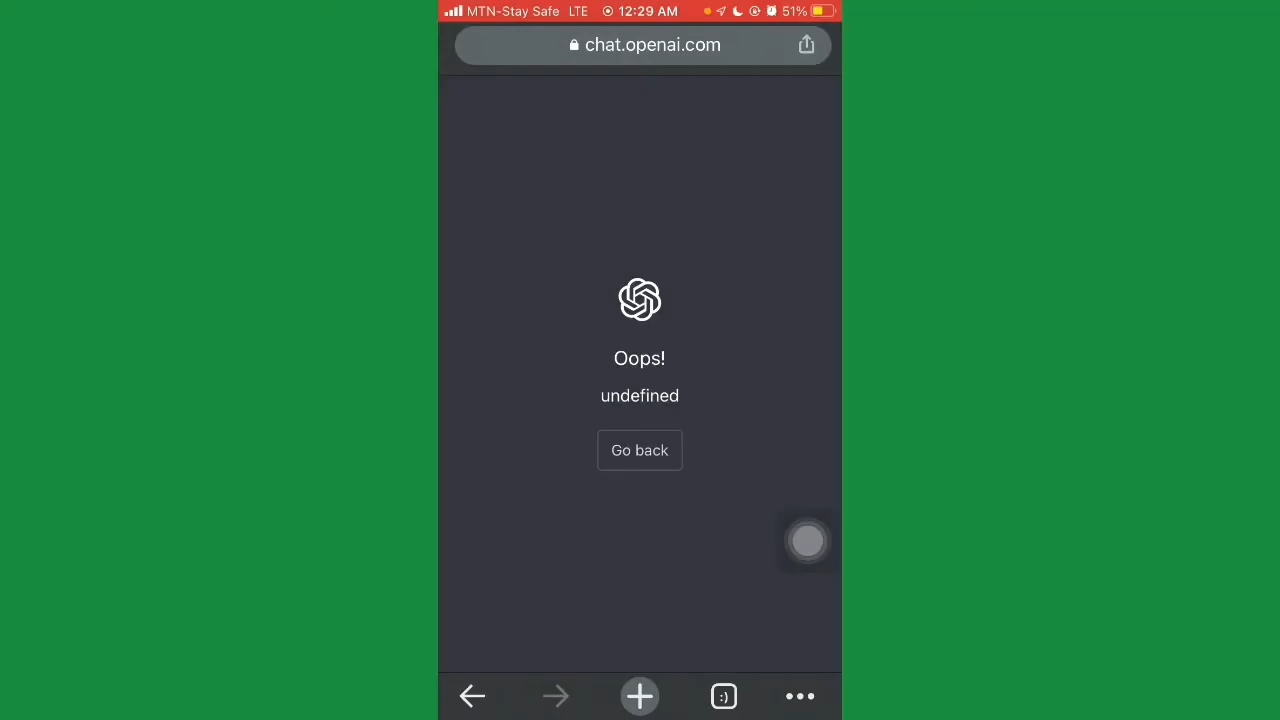 MTN-Stay Safe LTE 12:29 AM 51%
chat.openai.com
Oops!
undefined
Go back
:)